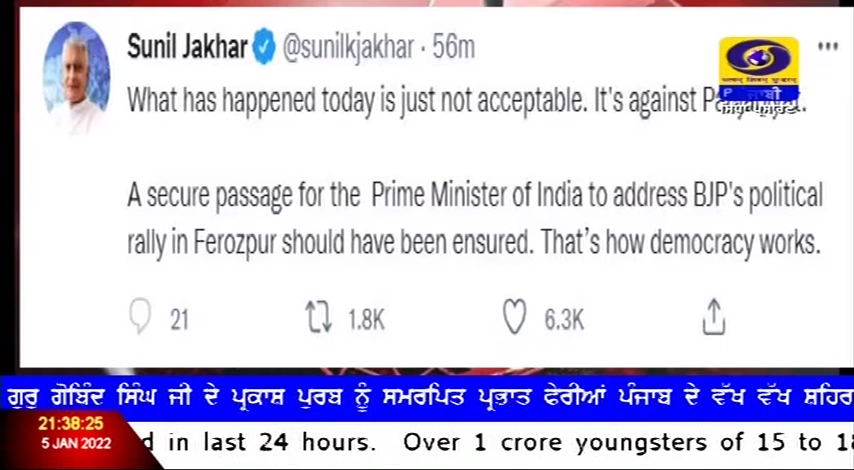 Sunil Jakhar @sunilkjakhar · 56m
What has happened today is just not acceptable. It's against
ਜਾਬੀ
A secure passage for the Prime Minister of India to address BJP's political
rally in Ferozpur should have been ensured. That's how democracy works.
21 1.8K 6.3K
ਗੁਰੂ ਗੋਬਿੰਦ ਸਿੰਘ ਜੀ ਦੇ ਪ੍ਰਕਾਸ਼ ਪੁਰਬ ਨੂੰ ਸਮਰਪਿਤ ਪ੍ਰਭਾਤ ਫੇਰੀਆਂ ਪੰਜਾਬ ਦੇ ਵੱਖ ਵੱਖ ਸ਼ਹਿਰ
21:38:25
5 JAN 2022
d in last 24 hours. Over 1 crore youngsters of 15 to 18